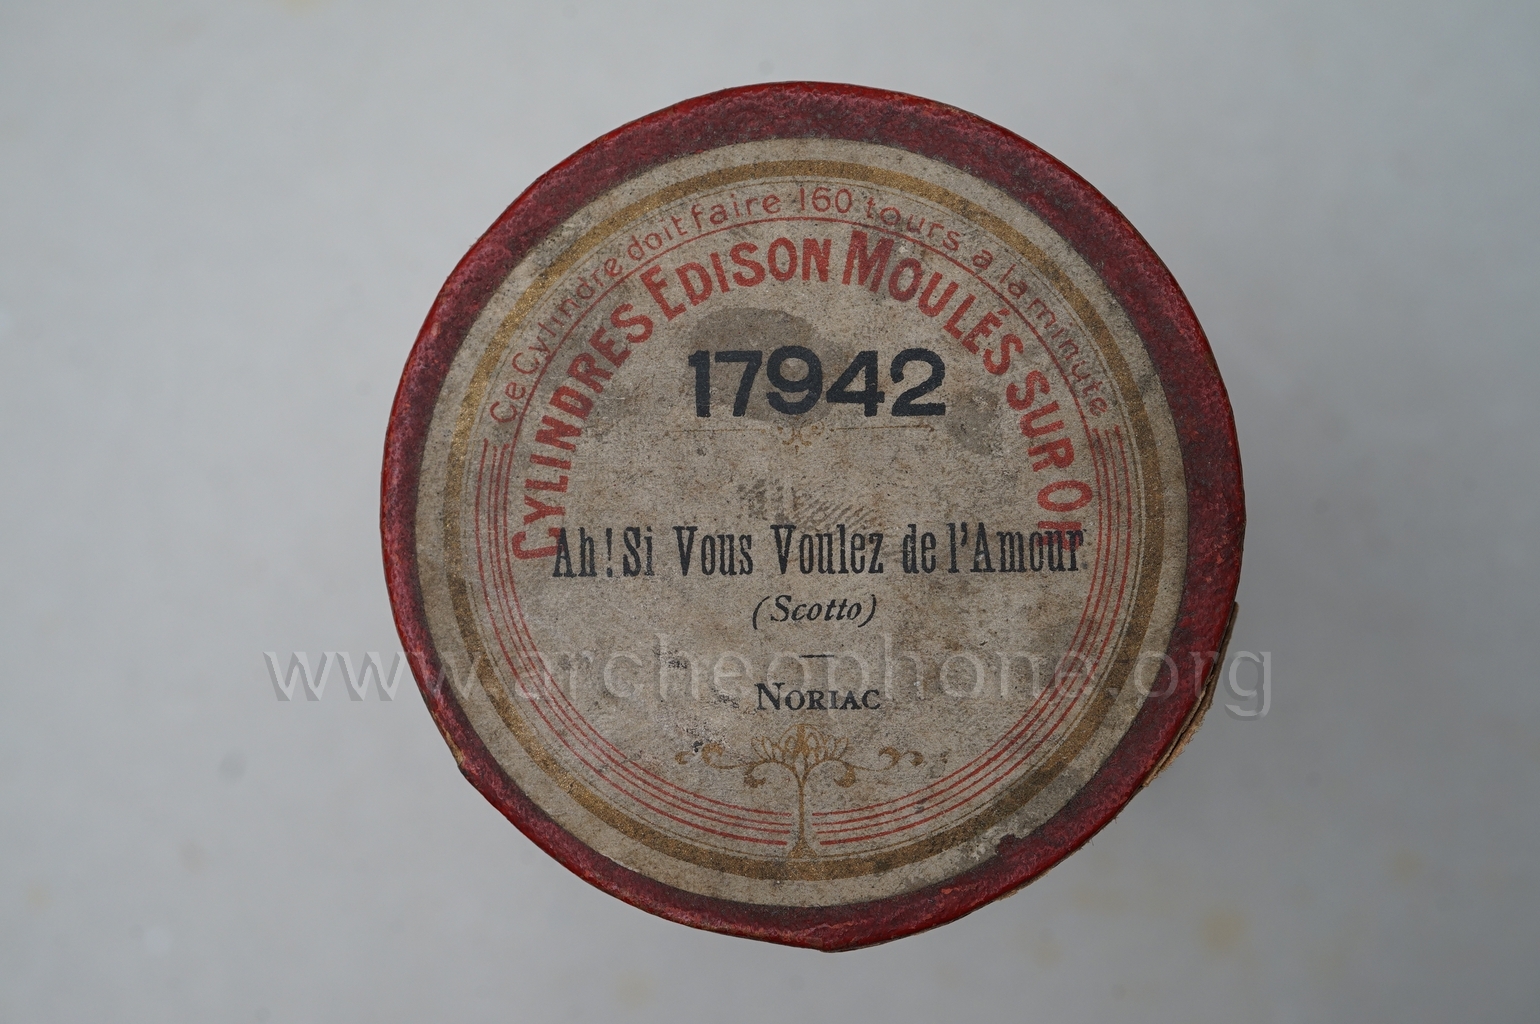 Ce Cylindre doit faire 160 tours a la minute
CYLINDRES EDISON MOULÉS SUR OR
17942
Ah! Si Vous Voulez de l'Amour
(Scotto)
NORIAC
www.archeophone.org